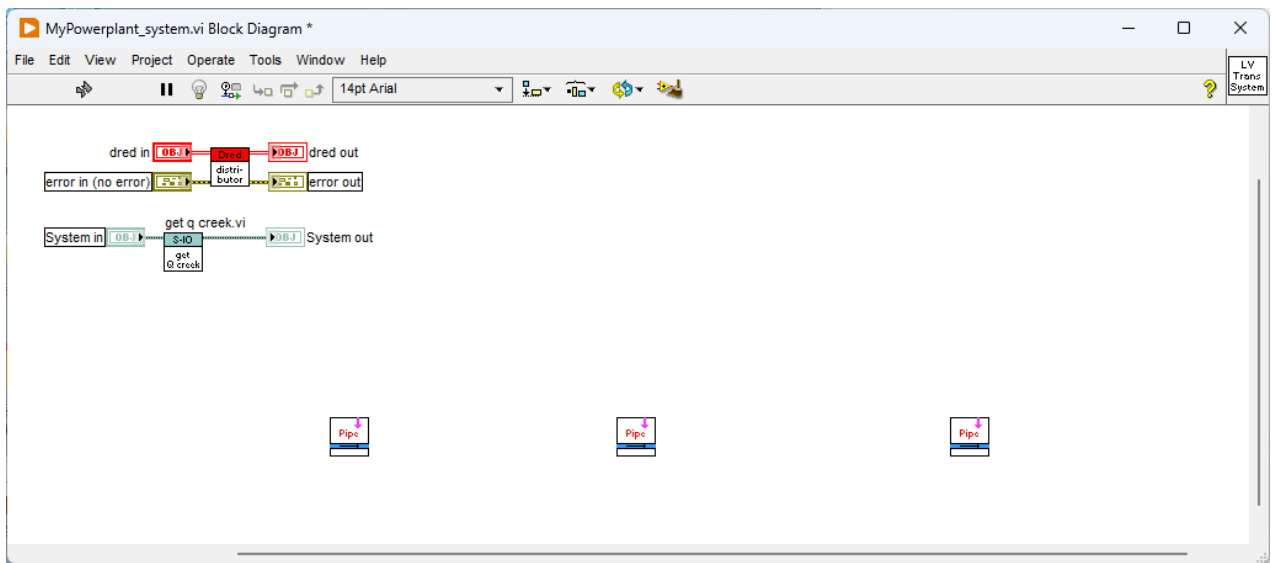 MyPowerplant_system.vi Block Diagram *
File Edit View Project Operate Tools Window Help
14pt Arial
LV
Trans
System
dred in OBJ Dred OBJ dred out
distri-
butor
error in (no error) error out
get q creek.vi
System in OBJ S-IO OBJ System out
get
Q creek
Pipe Pipe Pipe